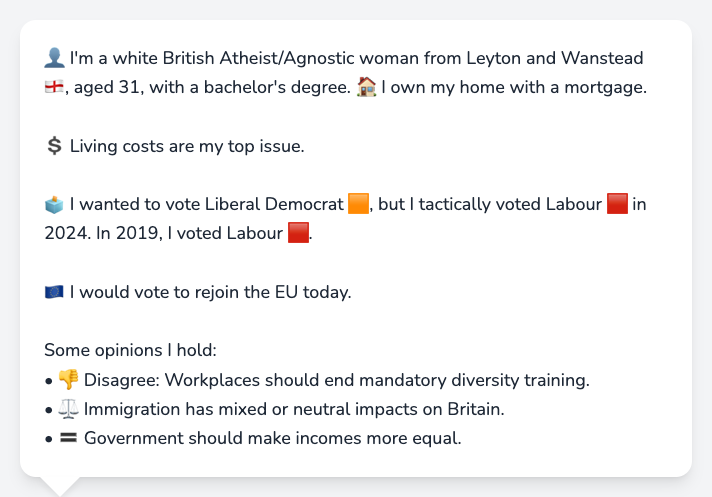 👤 I'm a white British Atheist/Agnostic woman from Leyton and Wanstead
🏴󠁧󠁢󠁥󠁮󠁧󠁿, aged 31, with a bachelor's degree. 🏠 I own my home with a mortgage.
💲 Living costs are my top issue.
🗳️ I wanted to vote Liberal Democrat 🟧, but I tactically voted Labour 🟥 in
2024. In 2019, I voted Labour 🟥.
🇪🇺 I would vote to rejoin the EU today.
Some opinions I hold:
• 👎 Disagree: Workplaces should end mandatory diversity training.
• ⚖️ Immigration has mixed or neutral impacts on Britain.
• 🟰 Government should make incomes more equal.